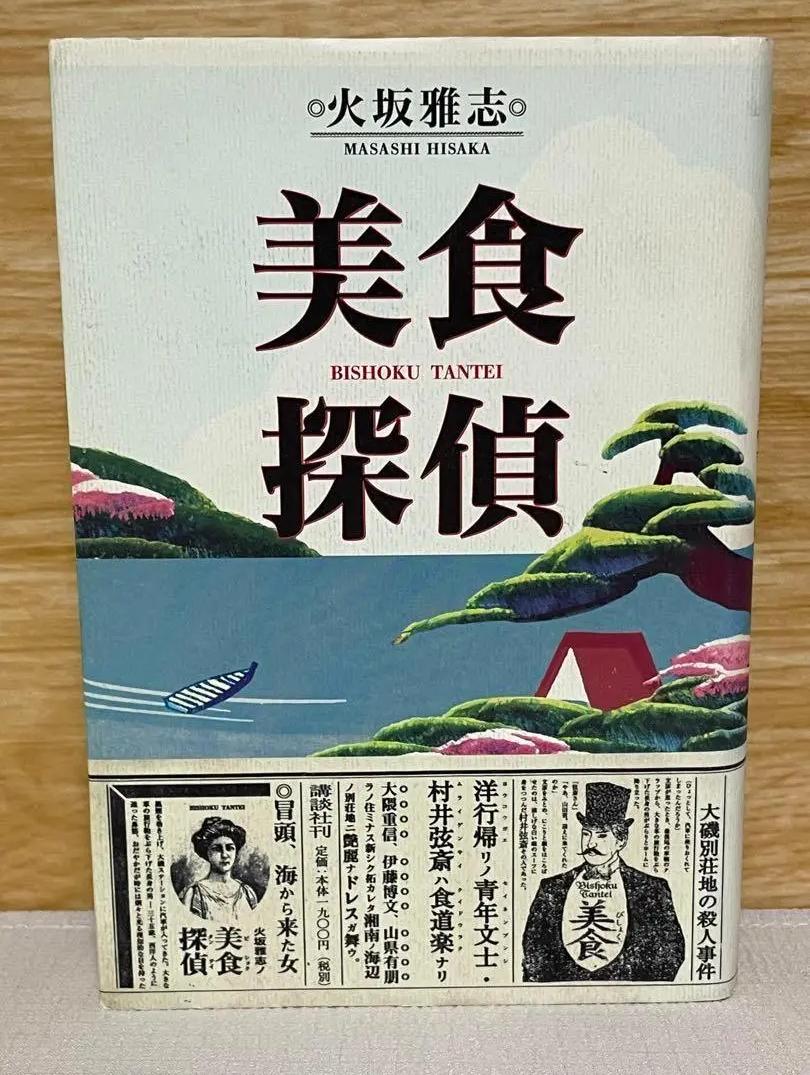 ◎火坂雅志◎
MASASHI HISAKA
美食
BISHOKU TANTEI
探偵
大磯別荘地の殺人事件
Bishoku
Tantei
びしょく
美食
洋行帰リノ青年文士・
村井弦斎ハ食道楽ナリ
大隈重信、伊藤博文、山県有朋
ラノ住ミナス新シク拓カレタ湘南ノ海辺
ノ別荘地ニ艶麗ナドレスガ舞ゥ。
講談社刊 定価:本体一九〇〇円(税別)
◎冒頭、海から来た女
BISHOKU TANTEI
火坂雅志ノ
美食
探偵